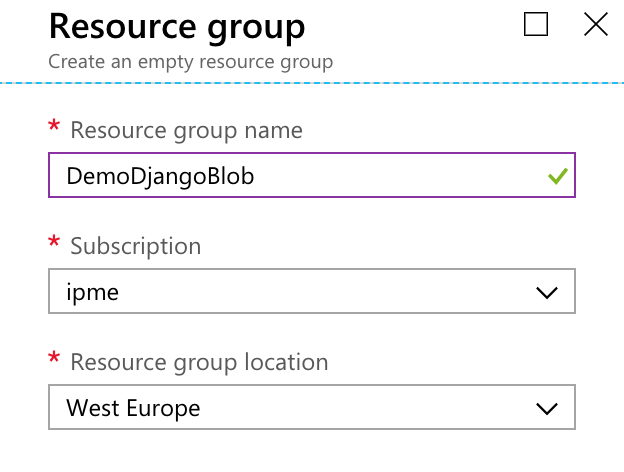 Resource group
Create an empty resource group
* Resource group name
DemoDjangoBlob
* Subscription
ipme
* Resource group location
West Europe